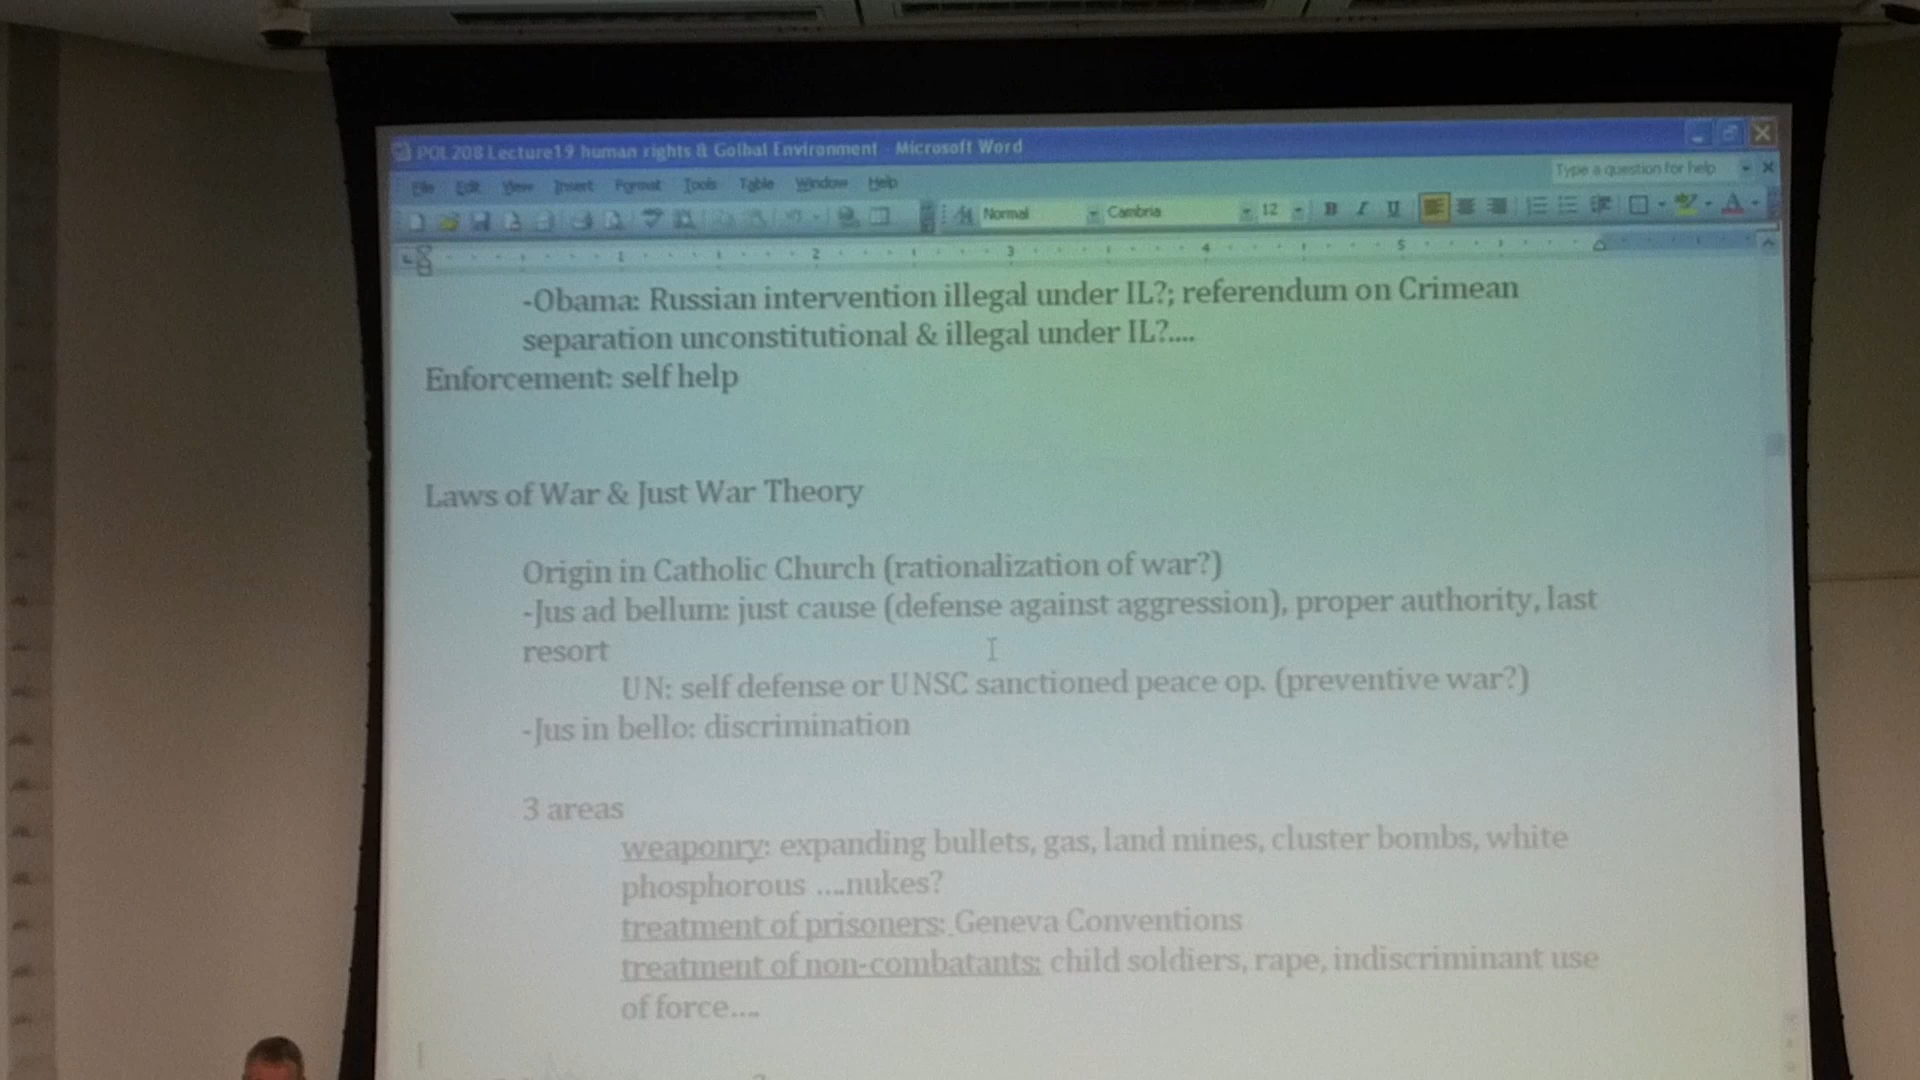 POL 208 Lecture19 human rights & Golbal Environment - Microsoft Word
File Edit View Insert Format Tools Table Window Help
Type a question for help
Normal Cambria 12 B I U
1 2 3 4 5
-Obama: Russian intervention illegal under IL?; referendum on Crimean
separation unconstitutional & illegal under IL?....
Enforcement: self help
Laws of War & Just War Theory
Origin in Catholic Church (rationalization of war?)
-Jus ad bellum: just cause (defense against aggression), proper authority, last
resort
UN: self defense or UNSC sanctioned peace op. (preventive war?)
-Jus in bello: discrimination
3 areas
weaponry: expanding bullets, gas, land mines, cluster bombs, white
phosphorous ....nukes?
treatment of prisoners: Geneva Conventions
treatment of non-combatants: child soldiers, rape, indiscriminant use
of force....